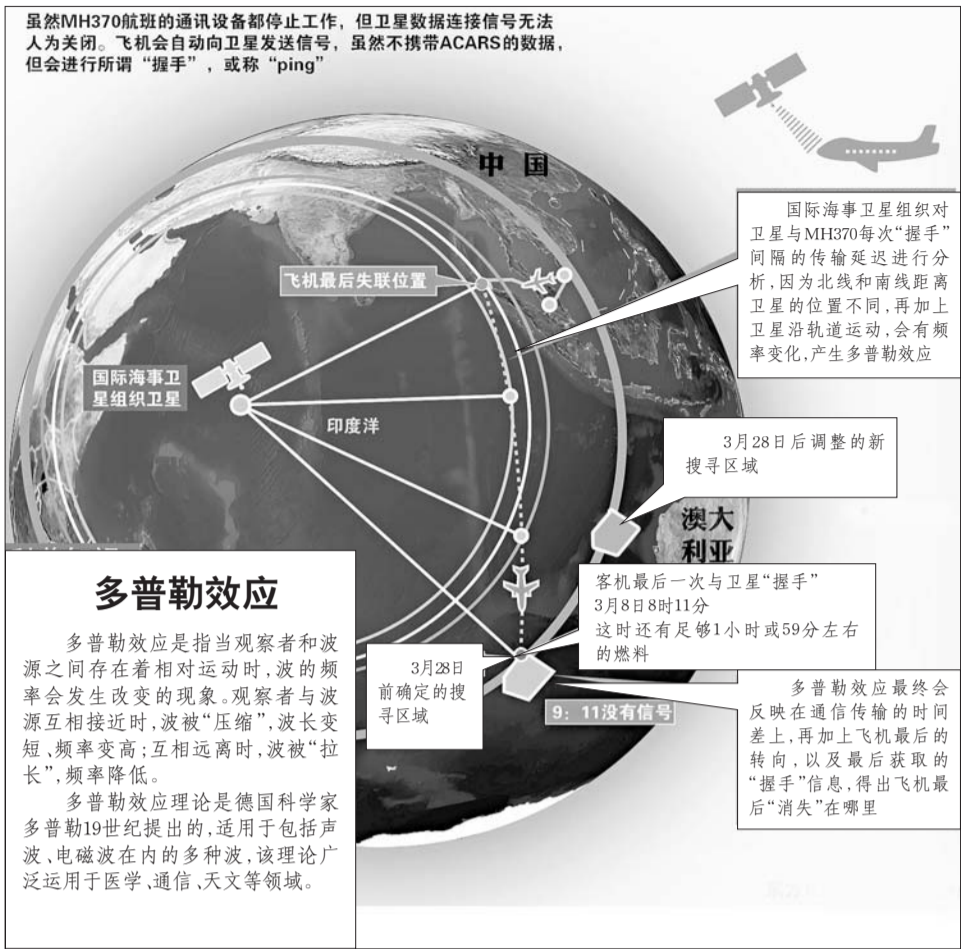 虽然MH370航班的通讯设备都停止工作，但卫星数据连接信号无法
人为关闭。飞机会自动向卫星发送信号，虽然不携带ACARS的数据，
但会进行所谓“握手”，或称“ping”
中国
国际海事卫星组织对
卫星与MH370每次“握手”
间隔的传输延迟进行分
析，因为北线和南线距离
卫星的位置不同，再加上
卫星沿轨道运动，会有频
率变化，产生多普勒效应
飞机最后失联位置
国际海事卫
星组织卫星
印度洋
3月28日后调整的新
搜寻区域
澳大
利亚
客机最后一次与卫星“握手”
3月8日8时11分
这时还有足够1小时或59分左右
的燃料
3月28日
前确定的搜
寻区域
9：11没有信号
多普勒效应最终会
反映在通信传输的时间
差上，再加上飞机最后的
转向，以及最后获取的
“握手”信息，得出飞机最
后“消失”在哪里
多普勒效应
多普勒效应是指当观察者和波
源之间存在着相对运动时，波的频
率会发生改变的现象。观察者与波
源互相接近时，波被“压缩”，波长变
短、频率变高；互相远离时，波被“拉
长”，频率降低。
多普勒效应理论是德国科学家
多普勒19世纪提出的，适用于包括声
波、电磁波在内的多种波，该理论广
泛运用于医学、通信、天文等领域。